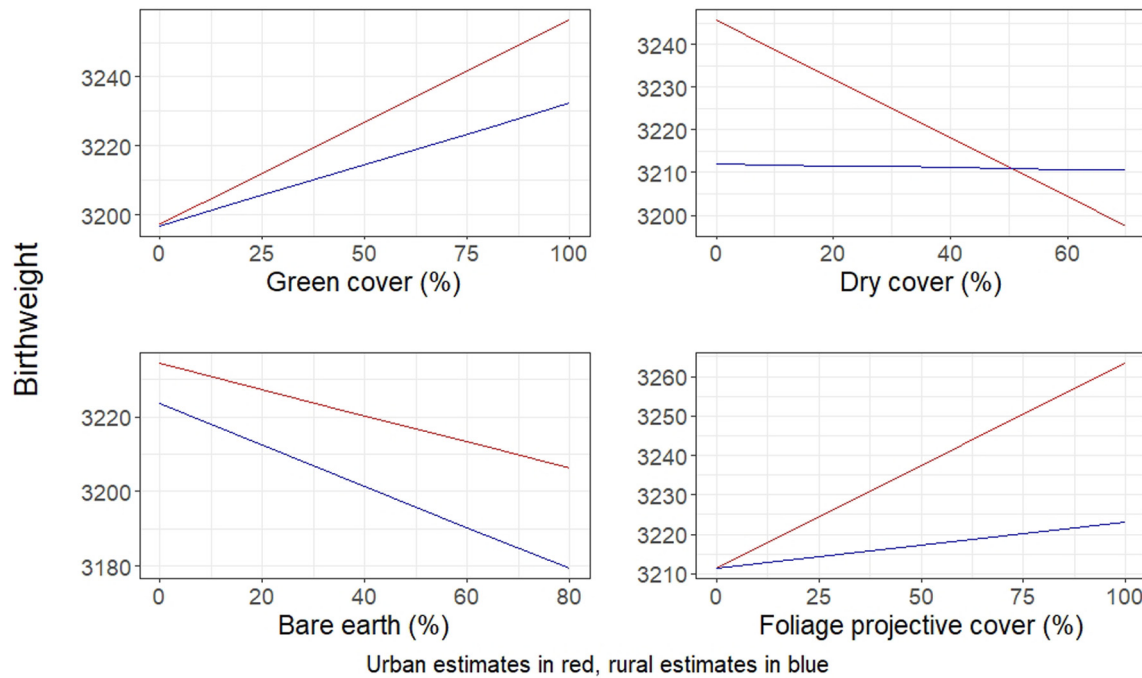 Birthweight
3240
3220
3200
0 25 50 75 100
Green cover (%)
3240
3230
3220
3210
3200
0 20 40 60
Dry cover (%)
3220
3200
3180
0 20 40 60 80
Bare earth (%)
3260
3250
3240
3230
3220
3210
0 25 50 75 100
Foliage projective cover (%)
Urban estimates in red, rural estimates in blue